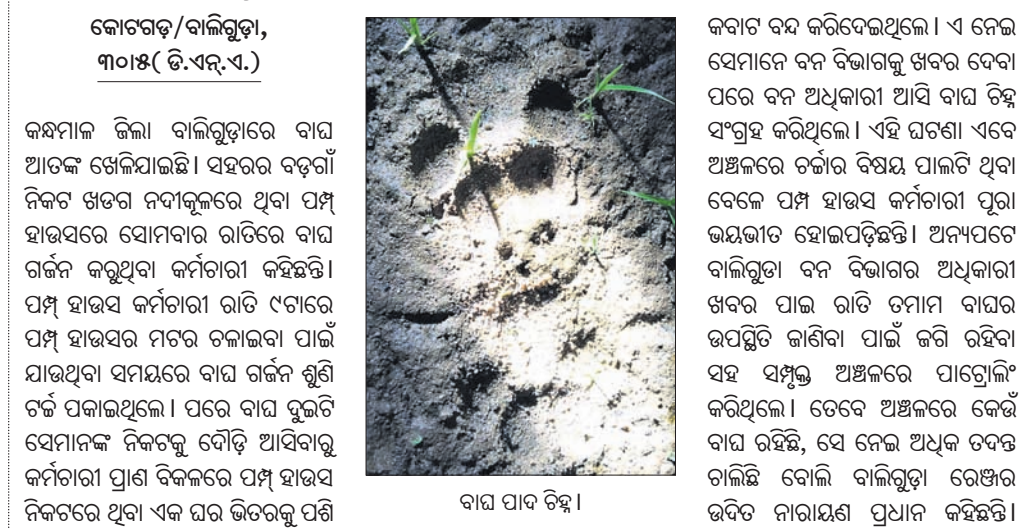 କୋଟଗଡ଼/ବାଲିଗୁଡ଼ା,
୩୦।୫( ଡି.ଏନ୍.ଏ.)
କନ୍ଧମାଳ ଜିଲା ବାଲିଗୁଡ଼ାରେ ବାଘ
ଆତଙ୍କ ଖେଳିଯାଇଛି। ସହରର ବଡ଼ଗାଁ
ନିକଟ ଖଡଗ ନଦୀକୂଳରେ ଥିବା ପମ୍ପ୍
ହାଉସରେ ସୋମବାର ରାତିରେ ବାଘ
ଗର୍ଜନ କରୁଥିବା କର୍ମଚାରୀ କହିଛନ୍ତି।
ପମ୍ପ୍ ହାଉସ କର୍ମଚାରୀ ରାତି ୯ଟାରେ
ପମ୍ପ୍ ହାଉସର ମଟର ଚଳାଇବା ପାଇଁ
ଯାଉଥିବା ସମୟରେ ବାଘ ଗର୍ଜନ ଶୁଣି
ଟର୍ଚ୍ଚ ପକାଇଥିଲେ। ପରେ ବାଘ ଦୁଇଟି
ସେମାନଙ୍କ ନିକଟକୁ ଦୌଡ଼ି ଆସିବାରୁ
କର୍ମଚାରୀ ପ୍ରାଣ ବିକଳରେ ପମ୍ପ୍ ହାଉସ
ନିକଟରେ ଥିବା ଏକ ଘର ଭିତରକୁ ପଶି
ବାଘ ପାଦ ଚିହ୍ନ।
କବାଟ ବନ୍ଦ କରିଦେଇଥିଲେ। ଏ ନେଇ
ସେମାନେ ବନ ବିଭାଗକୁ ଖବର ଦେବା
ପରେ ବନ ଅଧିକାରୀ ଆସି ବାଘ ଚିହ୍ନ
ସଂଗ୍ରହ କରିଥିଲେ। ଏହି ଘଟଣା ଏବେ
ଅଞ୍ଚଳରେ ଚର୍ଚ୍ଚାର ବିଷୟ ପାଲଟି ଥିବା
ବେଳେ ପମ୍ପ ହାଉସ କର୍ମଚାରୀ ପୂରା
ଭୟଭୀତ ହୋଇପଡ଼ିଛନ୍ତି। ଅନ୍ୟପଟେ
ବାଲିଗୁଡା ବନ ବିଭାଗର ଅଧିକାରୀ
ଖବର ପାଇ ରାତି ତମାମ ବାଘର
ଉପସ୍ଥିତି ଜାଣିବା ପାଇଁ ଜଗି ରହିବା
ସହ ସମ୍ପୃକ୍ତ ଅଞ୍ଚଳରେ ପାଟ୍ରୋଲିଂ
କରିଥିଲେ। ତେବେ ଅଞ୍ଚଳରେ କେଉଁ
ବାଘ ରହିଛି, ସେ ନେଇ ଅଧିକ ତଦନ୍ତ
ଚାଲିଛି ବୋଲି ବାଲିଗୁଡ଼ା ରେଞ୍ଜର
ଉଦିତ ନାରାୟଣ ପ୍ରଧାନ କହିଛନ୍ତି।